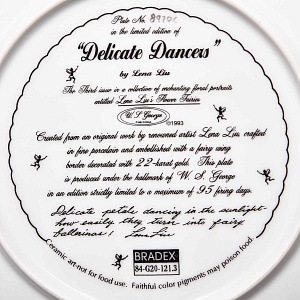 Plate No. 8970C
in the limited edition of
"Delicate Dancers"
by Lena Liu
The Third issue in a collection of enchanting floral portraits
entitled Lena Liu's Flower Fairies
W. S. George
©1993
Created from an original work by renowned artist Lena Liu, crafted
in fine porcelain and embellished with a fairy wing
border decorated with 22-karat gold. This plate
is produced under the hallmark of W. S. George
in an edition strictly limited to a maximum of 95 firing days.
Delicate petals dancing in the sunlight-
how easily they turn into fairy
ballerinas! Lena Liu
BRADEX
84-G20-121.3
Ceramic art-not for food use. Faithful color pigments may poison food.